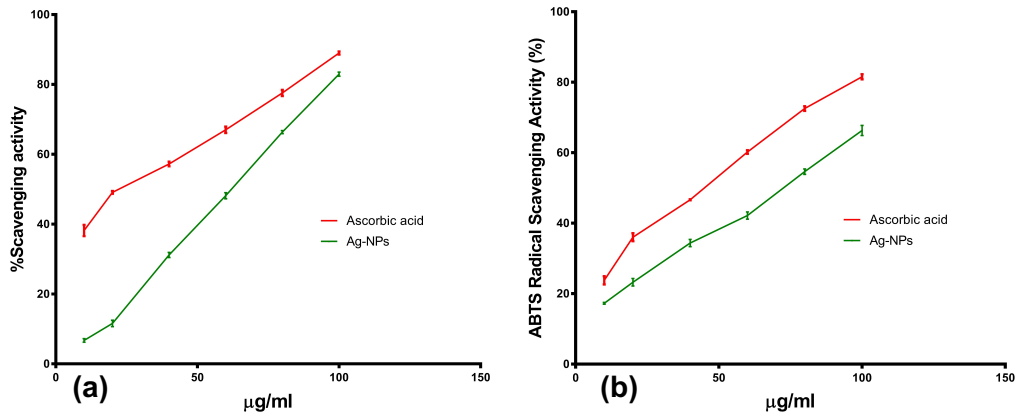 100
80
60
40
20
0
%Scavenging activity
Ascorbic acid
Ag-NPs
0
50
100
150
(a)
μg/ml
100
80
60
40
20
0
ABTS Radical Scavenging Activity (%)
Ascorbic acid
Ag-NPs
0
50
100
150
(b)
μg/ml